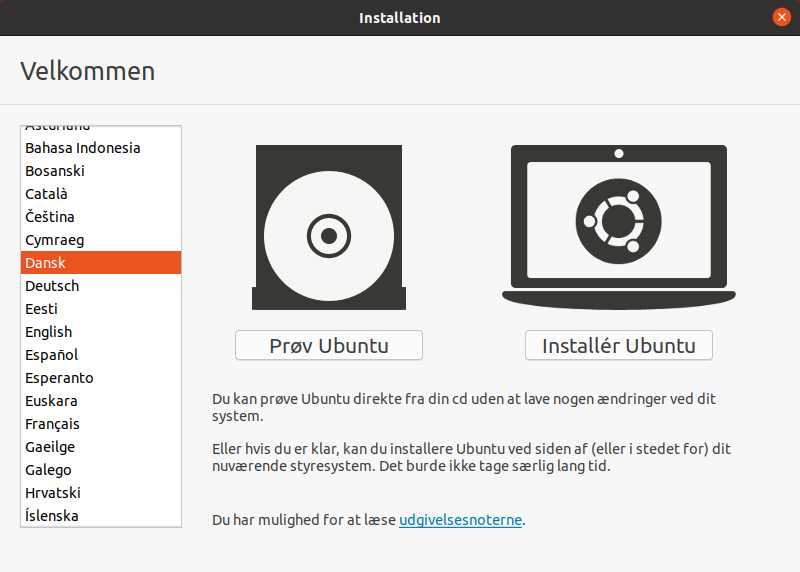 Installation
Velkommen
Asturianu
Bahasa Indonesia
Bosanski
Català
Čeština
Cymraeg
Dansk
Deutsch
Eesti
English
Español
Esperanto
Euskara
Français
Gaeilge
Galego
Hrvatski
Íslenska
Prøv Ubuntu
Installér Ubuntu
Du kan prøve Ubuntu direkte fra din cd uden at lave nogen ændringer ved dit
system.
Eller hvis du er klar, kan du installere Ubuntu ved siden af (eller i stedet for) dit
nuværende styresystem. Det burde ikke tage særlig lang tid.
Du har mulighed for at læse udgivelsesnoterne.